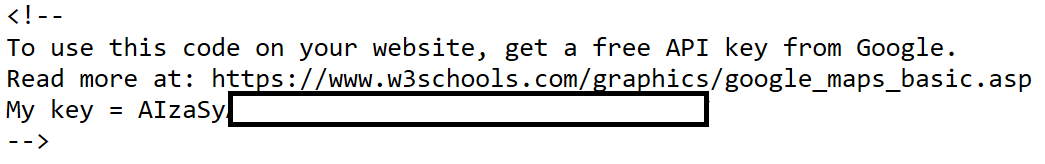 <!--
To use this code on your website, get a free API key from Google.
Read more at: https://www.w3schools.com/graphics/google_maps_basic.asp
My key = AIzaSy
-->